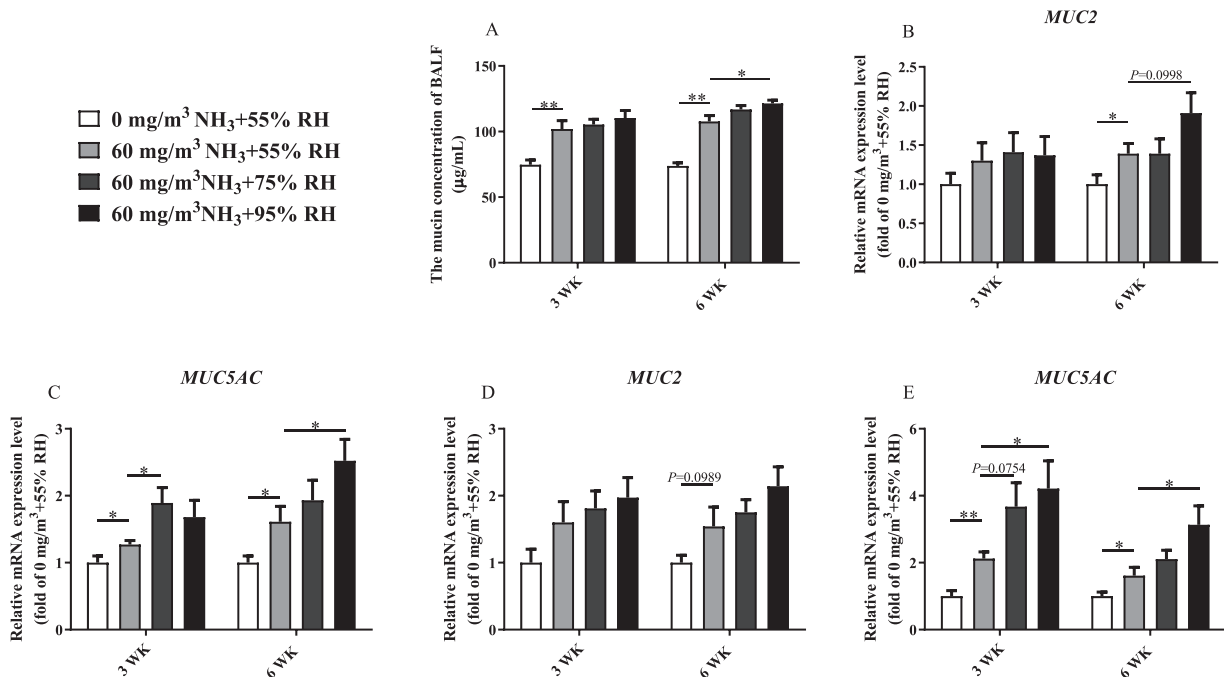 0 mg/m³ NH₃+55% RH
60 mg/m³ NH₃+55% RH
60 mg/m³NH₃+75% RH
60 mg/m³NH₃+95% RH
A
The mucin concentration of BALF
(μg/mL)
150
100
50
0
**
**
*
3 WK
6 WK
MUC2
B
Relative mRNA expression level
(fold of 0 mg/m³+55% RH)
2.5
2.0
1.5
1.0
0.5
0.0
*
P=0.0998
3 WK
6 WK
MUC5AC
C
Relative mRNA expression level
(fold of 0 mg/m³+55% RH)
3
2
1
0
*
*
*
*
3 WK
6 WK
MUC2
D
Relative mRNA expression level
(fold of 0 mg/m³+55% RH)
3
2
1
0
P=0.0989
3 WK
6 WK
MUC5AC
E
Relative mRNA expression level
(fold of 0 mg/m³+55% RH)
6
4
2
0
**
P=0.0754
*
*
*
3 WK
6 WK